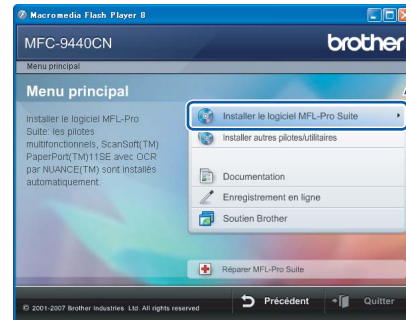 Macromedia Flash Player 8
MFC-9440CN
brother
Menu principal
Menu principal
Installer le logiciel MFL-Pro
Suite: les pilotes
multifonctionnels, ScanSoft(TM)
PaperPort(TM)11SE avec OCR
par NUANCE(TM) sont installés
automatiquement.
Installer le logiciel MFL-Pro Suite
Installer autres pilotes/utilitaires
Documentation
Enregistrement en ligne
Soutien Brother
Réparer MFL-Pro Suite
© 2001-2007 Brother Industries Ltd. All rights reserved
Précédent
Quitter